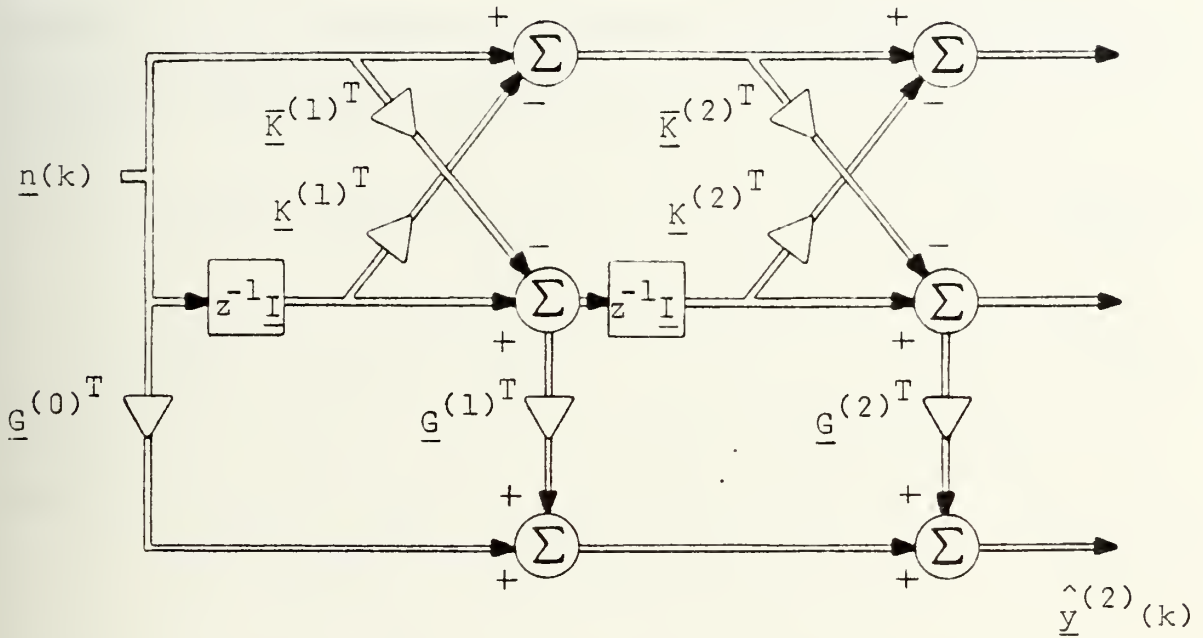 + Σ + Σ
− −
K̅^(1)^T K̅^(2)^T
n(k)
K^(1)^T K^(2)^T
− −
z⁻¹I Σ z⁻¹I Σ
+ +
G^(0)^T G^(1)^T G^(2)^T
+ +
Σ Σ
+ +
ŷ^(2)(k)